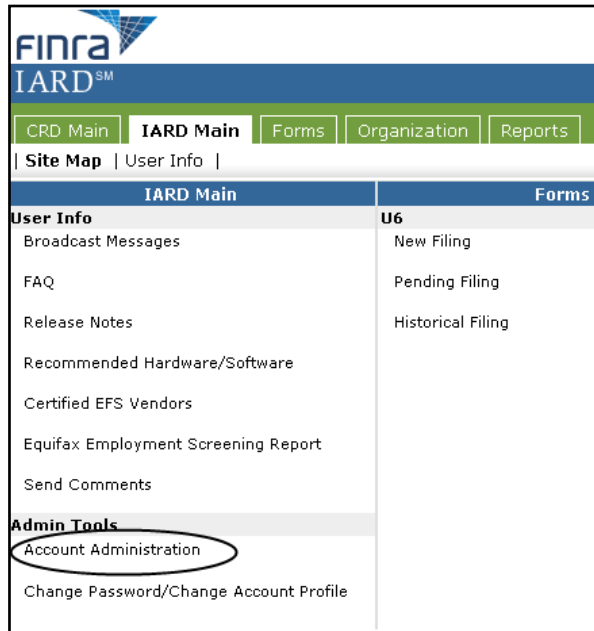 FINra
IARD℠
CRD Main IARD Main Forms Organization Reports
| Site Map | User Info |
IARD Main
User Info
Broadcast Messages
FAQ
Release Notes
Recommended Hardware/Software
Certified EFS Vendors
Equifax Employment Screening Report
Send Comments
Admin Tools
Account Administration
Change Password/Change Account Profile
Forms
U6
New Filing
Pending Filing
Historical Filing